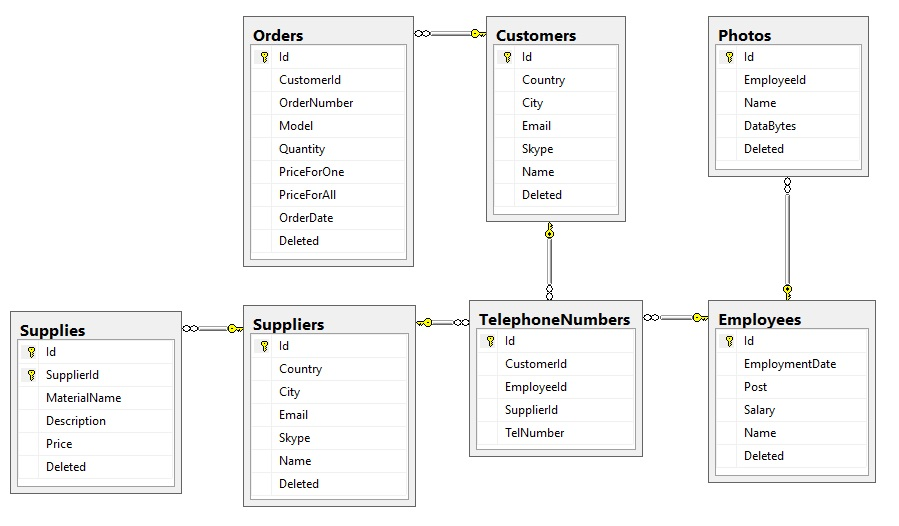 Orders
Id
CustomerId
OrderNumber
Model
Quantity
PriceForOne
PriceForAll
OrderDate
Deleted
Customers
Id
Country
City
Email
Skype
Name
Deleted
Photos
Id
EmployeeId
Name
DataBytes
Deleted
Supplies
Id
SupplierId
MaterialName
Description
Price
Deleted
Suppliers
Id
Country
City
Email
Skype
Name
Deleted
TelephoneNumbers
Id
CustomerId
EmployeeId
SupplierId
TelNumber
Employees
Id
EmploymentDate
Post
Salary
Name
Deleted